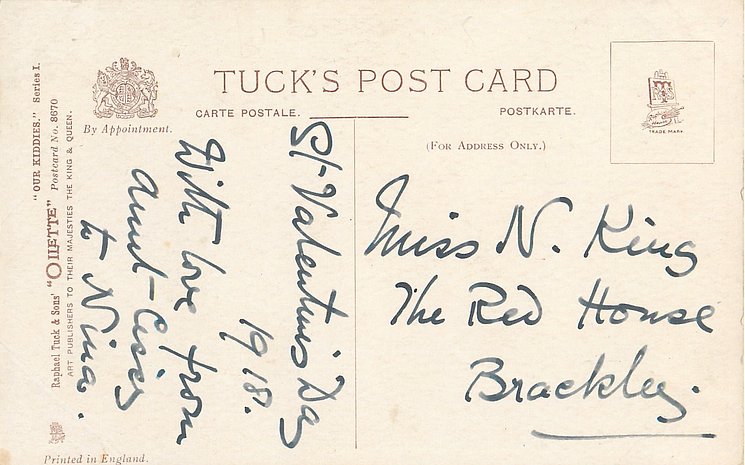 TUCK'S POST CARD
CARTE POSTALE.
POSTKARTE.
(FOR ADDRESS ONLY.)
By Appointment.
TRADE MARK
"OUR KIDDIES." Series I.
Raphael Tuck & Sons' "OILETTE" Postcard No. 8670
ART PUBLISHERS TO THEIR MAJESTIES THE KING & QUEEN.
Printed in England.
St Valentine's Day
1918.
With love from
Aunt
to Nina.
Miss N. King
The Red House
Brackley.